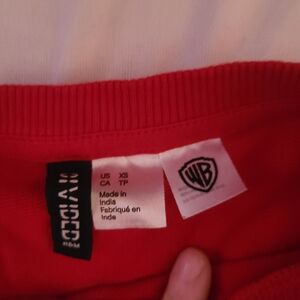 DIVIDED
H&M
US XS
CA TP
Made in
India
Fabriqué en
Inde
WB